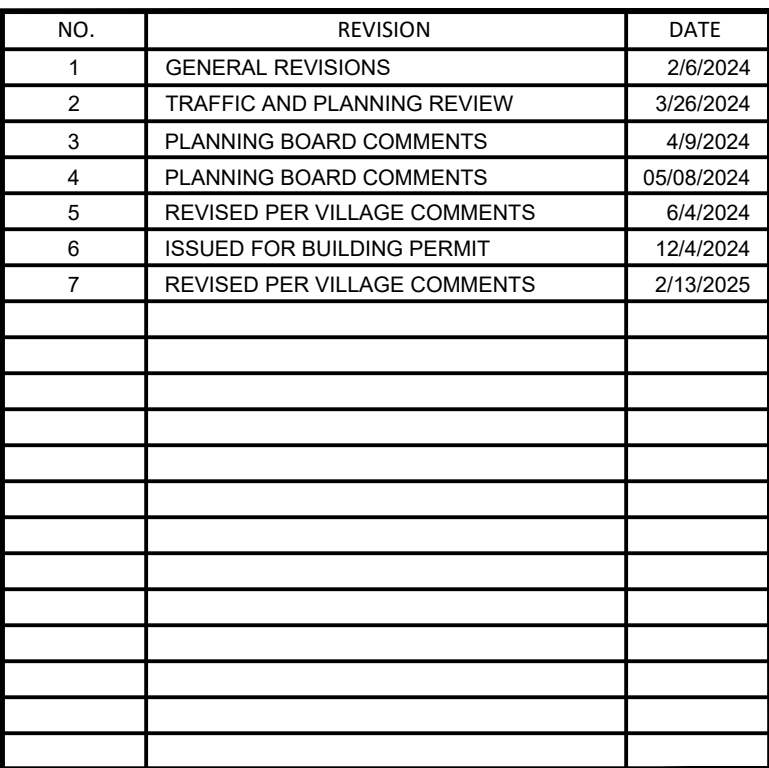 NO. REVISION DATE
1 GENERAL REVISIONS 2/6/2024
2 TRAFFIC AND PLANNING REVIEW 3/26/2024
3 PLANNING BOARD COMMENTS 4/9/2024
4 PLANNING BOARD COMMENTS 05/08/2024
5 REVISED PER VILLAGE COMMENTS 6/4/2024
6 ISSUED FOR BUILDING PERMIT 12/4/2024
7 REVISED PER VILLAGE COMMENTS 2/13/2025